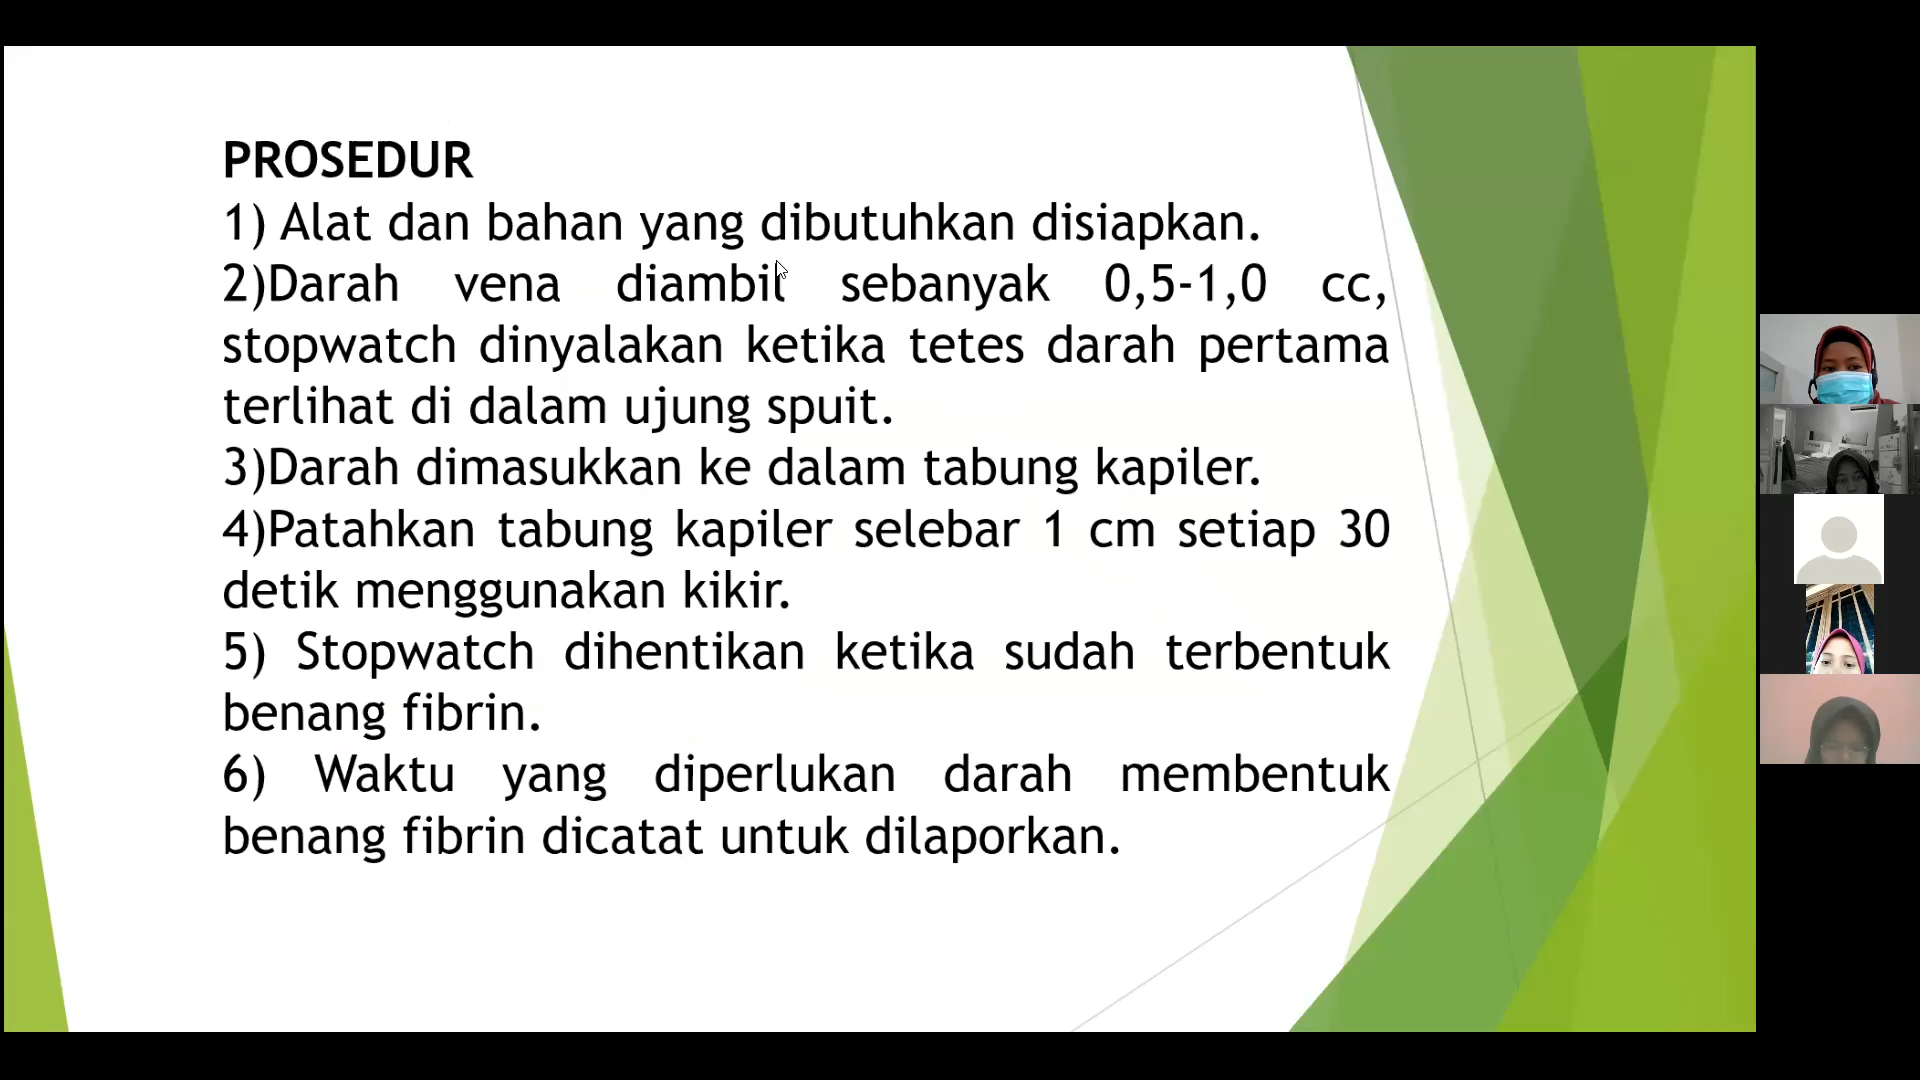 PROSEDUR
1) Alat dan bahan yang dibutuhkan disiapkan.
2)Darah vena diambil sebanyak 0,5-1,0 cc,
stopwatch dinyalakan ketika tetes darah pertama
terlihat di dalam ujung spuit.
3)Darah dimasukkan ke dalam tabung kapiler.
4)Patahkan tabung kapiler selebar 1 cm setiap 30
detik menggunakan kikir.
5) Stopwatch dihentikan ketika sudah terbentuk
benang fibrin.
6) Waktu yang diperlukan darah membentuk
benang fibrin dicatat untuk dilaporkan.